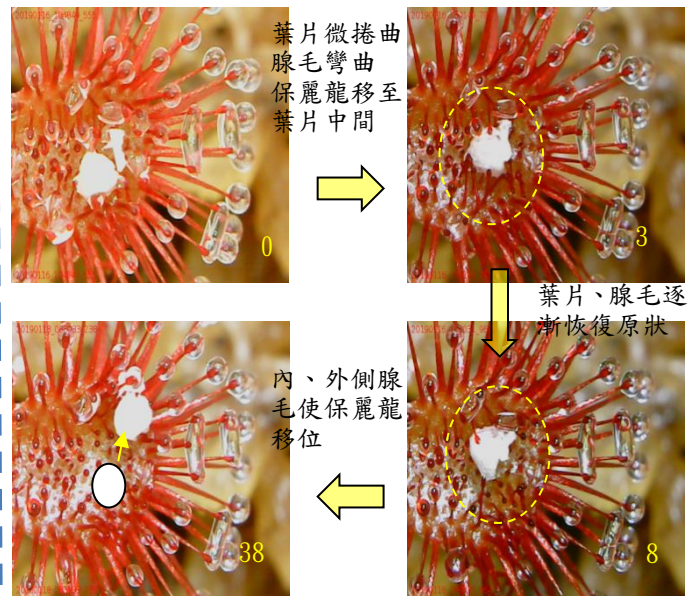 葉片微捲曲
腺毛彎曲
保麗龍移至
葉片中間
0
3
葉片、腺毛逐
漸恢復原狀
8
內、外側腺
毛使保麗龍
移位
38